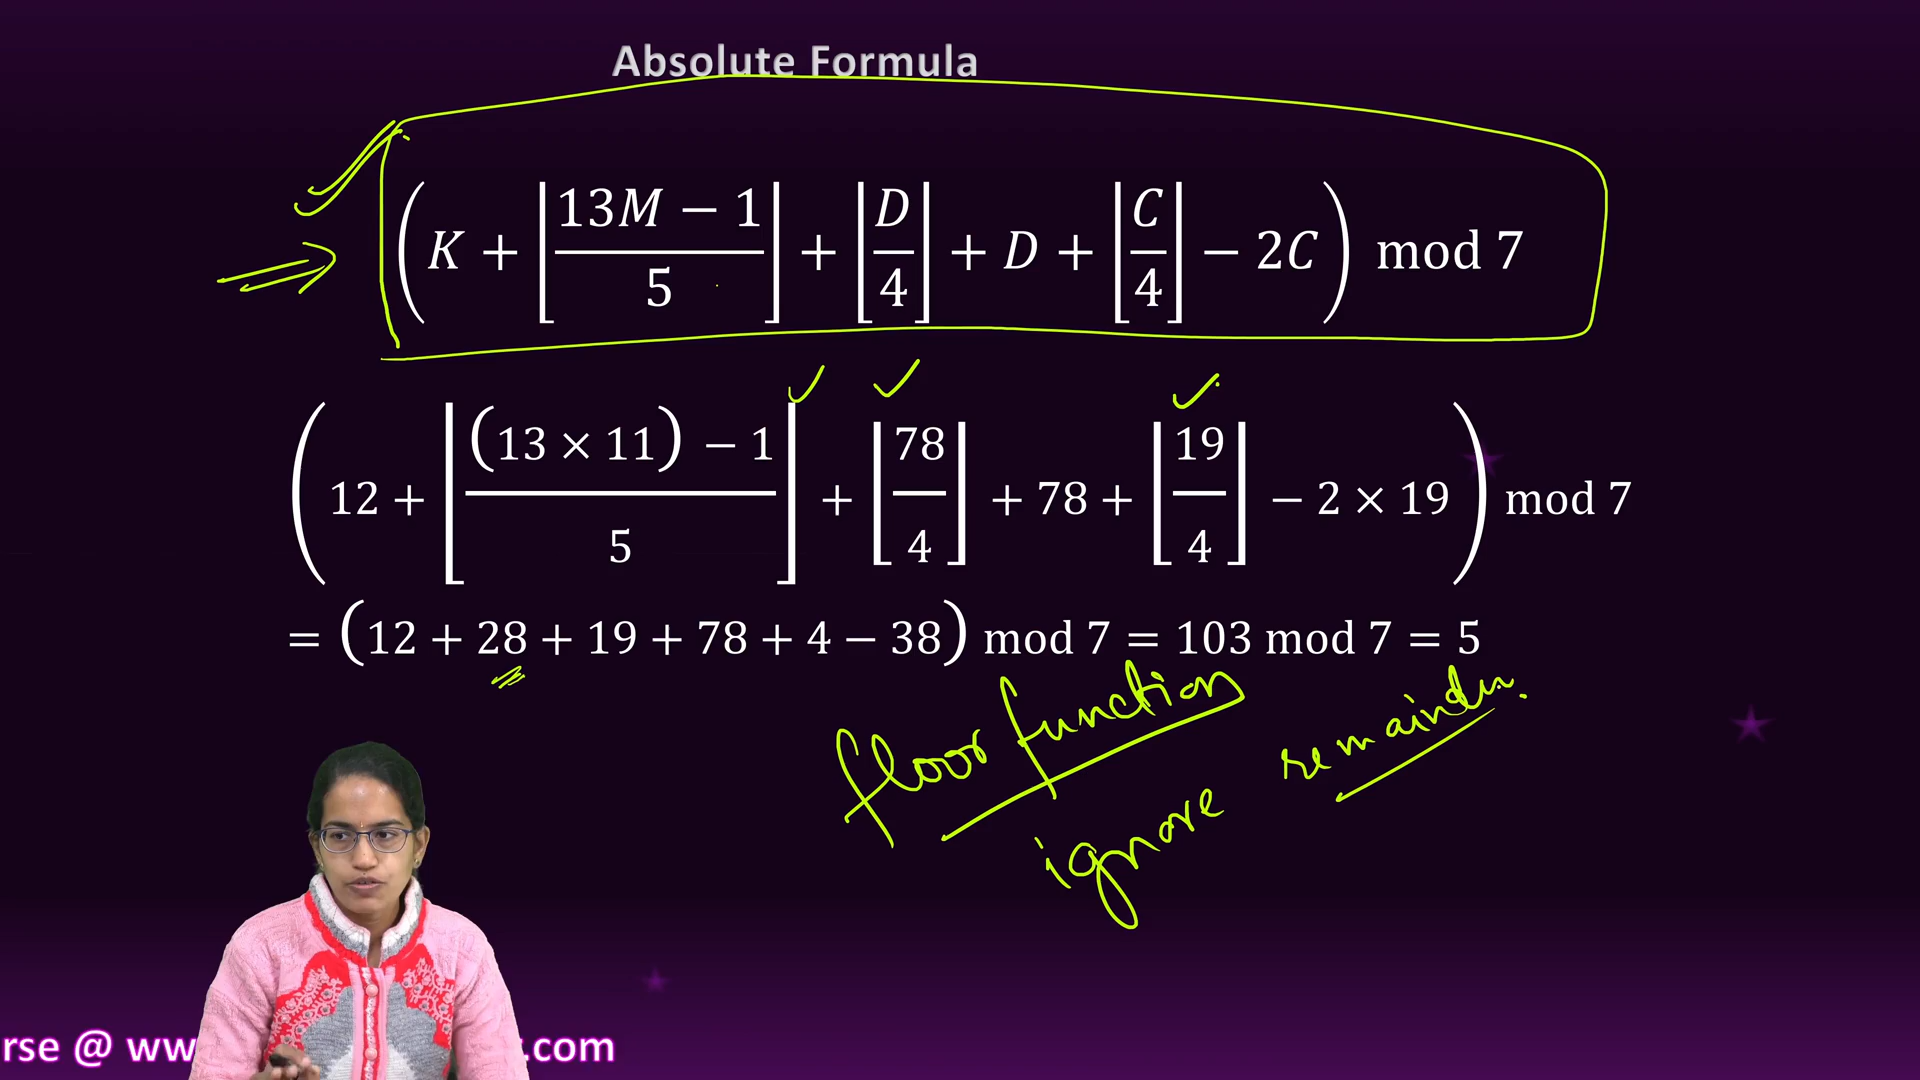 Absolute Formula
(K + ⌊(13M − 1)/5⌋ + ⌊D/4⌋ + D + ⌊C/4⌋ − 2C) mod 7
(12 + ⌊((13 × 11) − 1)/5⌋ + ⌊78/4⌋ + 78 + ⌊19/4⌋ − 2 × 19) mod 7
= (12 + 28 + 19 + 78 + 4 − 38) mod 7 = 103 mod 7 = 5
floor function
ignore remainder.
rse @ ww .com